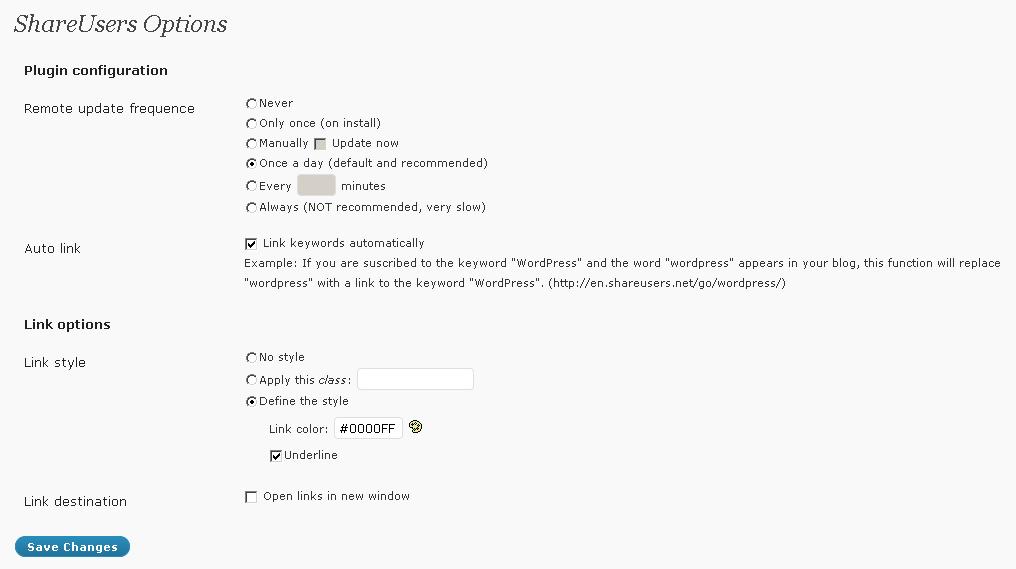 ShareUsers Options
Plugin configuration
Remote update frequence
Never
Only once (on install)
Manually Update now
Once a day (default and recommended)
Every minutes
Always (NOT recommended, very slow)
Auto link
Link keywords automatically
Example: If you are suscribed to the keyword "WordPress" and the word "wordpress" appears in your blog, this function will replace
"wordpress" with a link to the keyword "WordPress". (http://en.shareusers.net/go/wordpress/)
Link options
Link style
No style
Apply this class:
Define the style
Link color: #0000FF
Underline
Link destination
Open links in new window
Save Changes